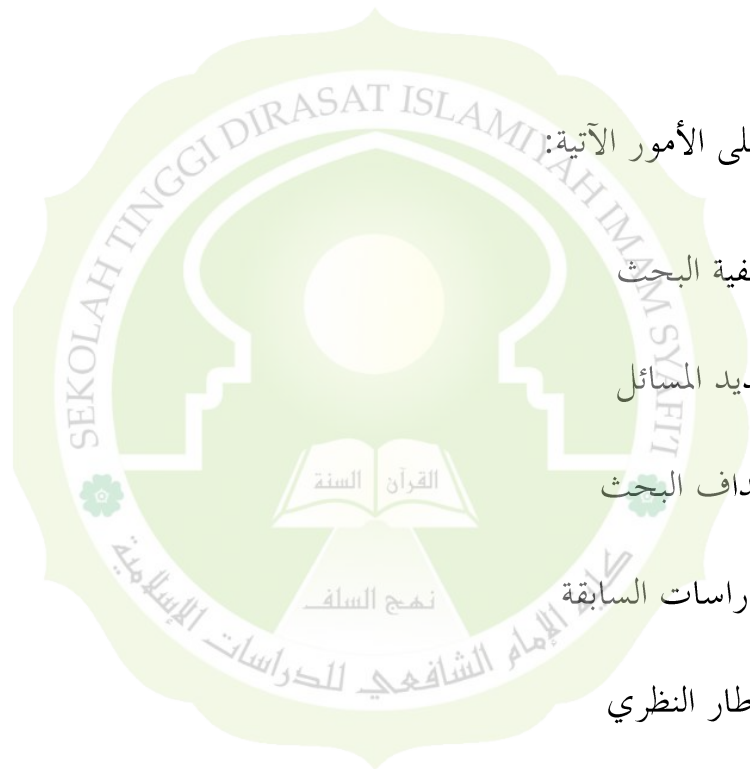 لى الأمور الآتية:
فية البحث
ديد المسائل
داف البحث
راسات السابقة
طار النظري
SEKOLAH TINGGI DIRASAT ISLAMIYAH IMAM SYAFI'I
القرآن السنة
نهج السلف
كلية الإمام الشافعي للدراسات الإسلامية